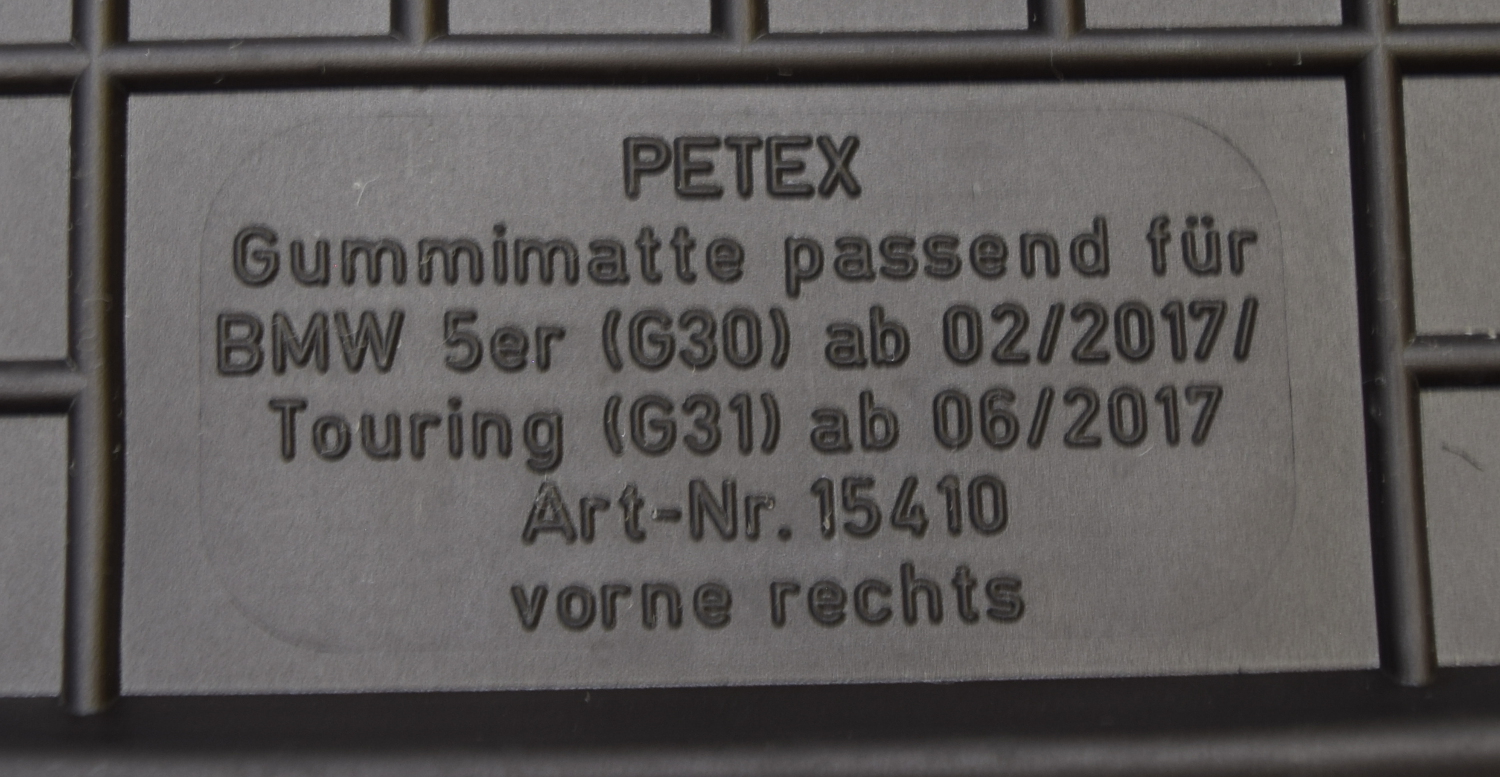 PETEX
Gummimatte passend für
BMW 5er (G30) ab 02/2017/
Touring (G31) ab 06/2017
Art-Nr. 15410
vorne rechts